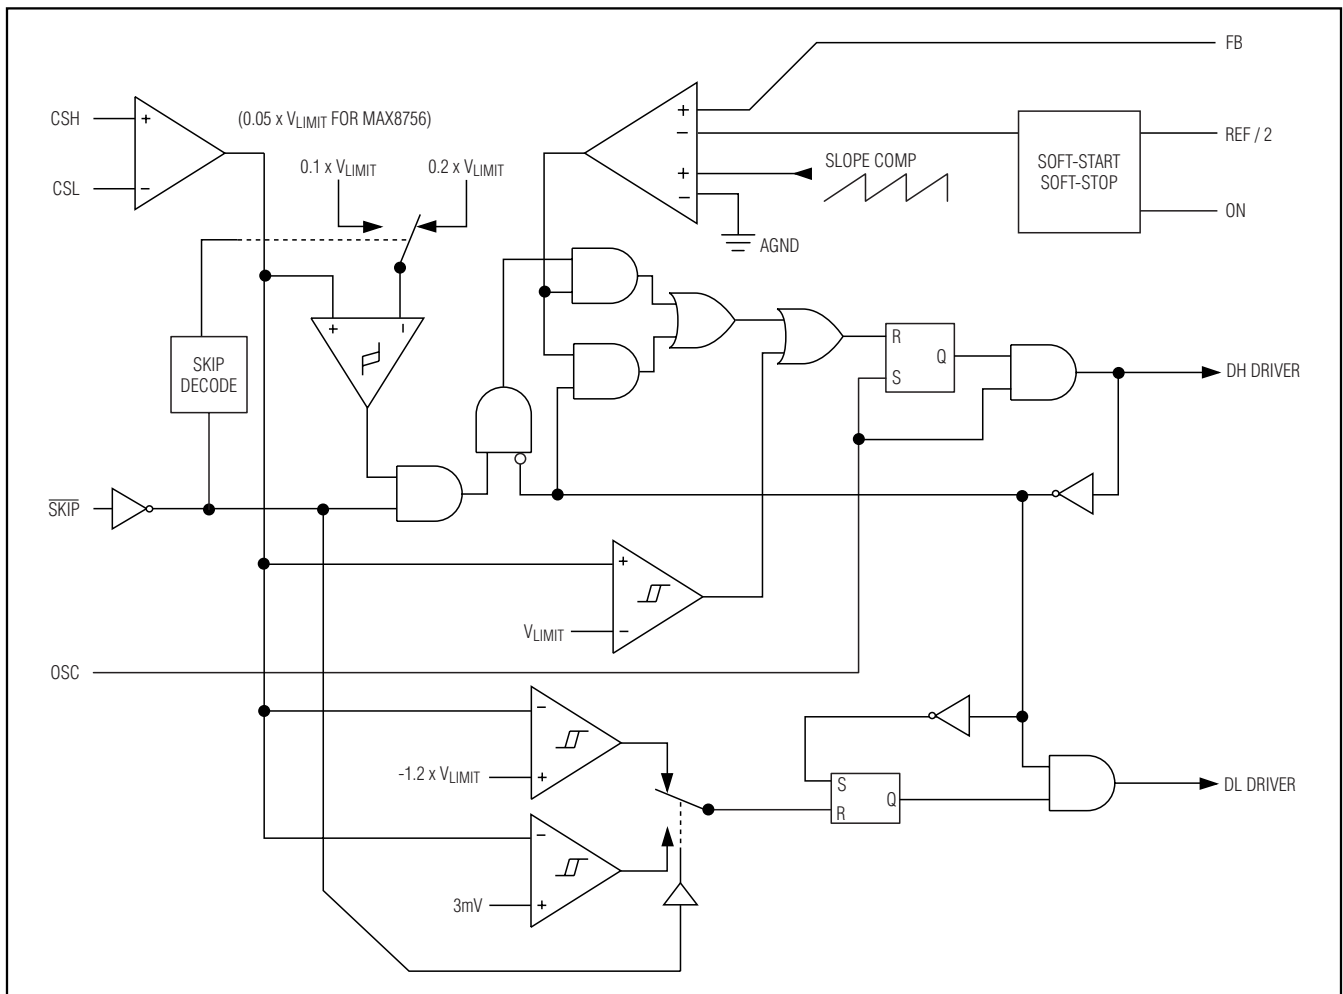 FB
CSH
+
(0.05 x VLIMIT FOR MAX8756)
+
−
REF / 2
SOFT-START
SOFT-STOP
SLOPE COMP
0.1 x VLIMIT
0.2 x VLIMIT
+
CSL
−
−
ON
AGND
+
−
R
Q
S
SKIP
DECODE
DH DRIVER
SKIP
+
VLIMIT
−
OSC
−
-1.2 x VLIMIT
+
S
Q
R
DL DRIVER
−
3mV
+